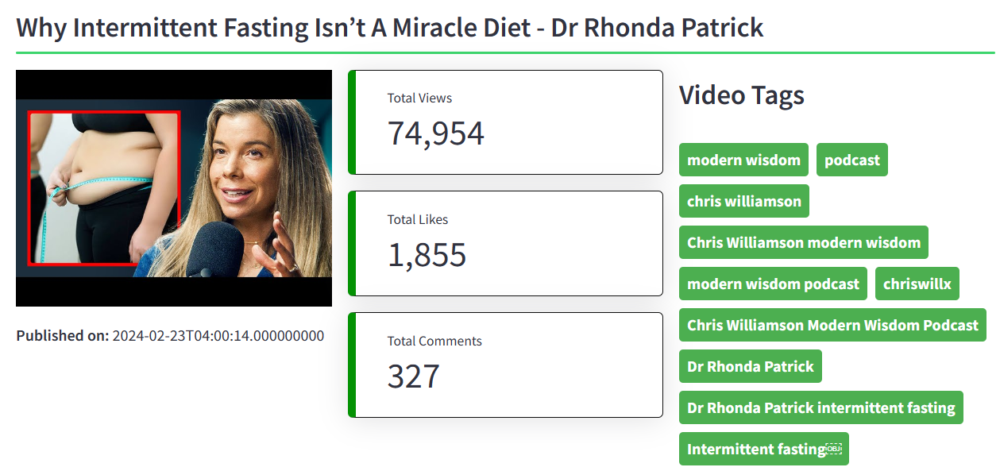 Why Intermittent Fasting Isn’t A Miracle Diet - Dr Rhonda Patrick
Published on: 2024-02-23T04:00:14.000000000
Total Views
74,954
Total Likes
1,855
Total Comments
327
Video Tags
modern wisdom podcast
chris williamson
Chris Williamson modern wisdom
modern wisdom podcast chriswillx
Chris Williamson Modern Wisdom Podcast
Dr Rhonda Patrick
Dr Rhonda Patrick intermittent fasting
Intermittent fasting￼